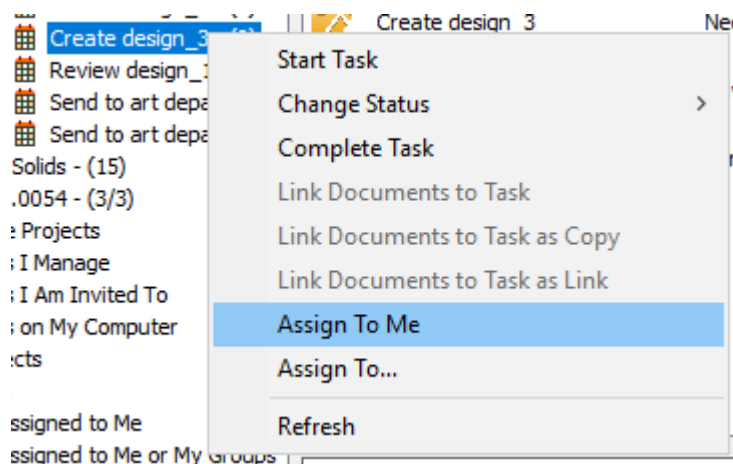 Create design_3
Create design_3
Start Task
Review design_1
Change Status
Send to art depa
Complete Task
Send to art depa
Link Documents to Task
Solids - (15)
.0054 - (3/3)
Link Documents to Task as Copy
Projects
s I Manage
Link Documents to Task as Link
s I Am Invited To
Assign To Me
s on My Computer
Assign To...
ects
Refresh
ssigned to Me
ssigned to Me or My Groups